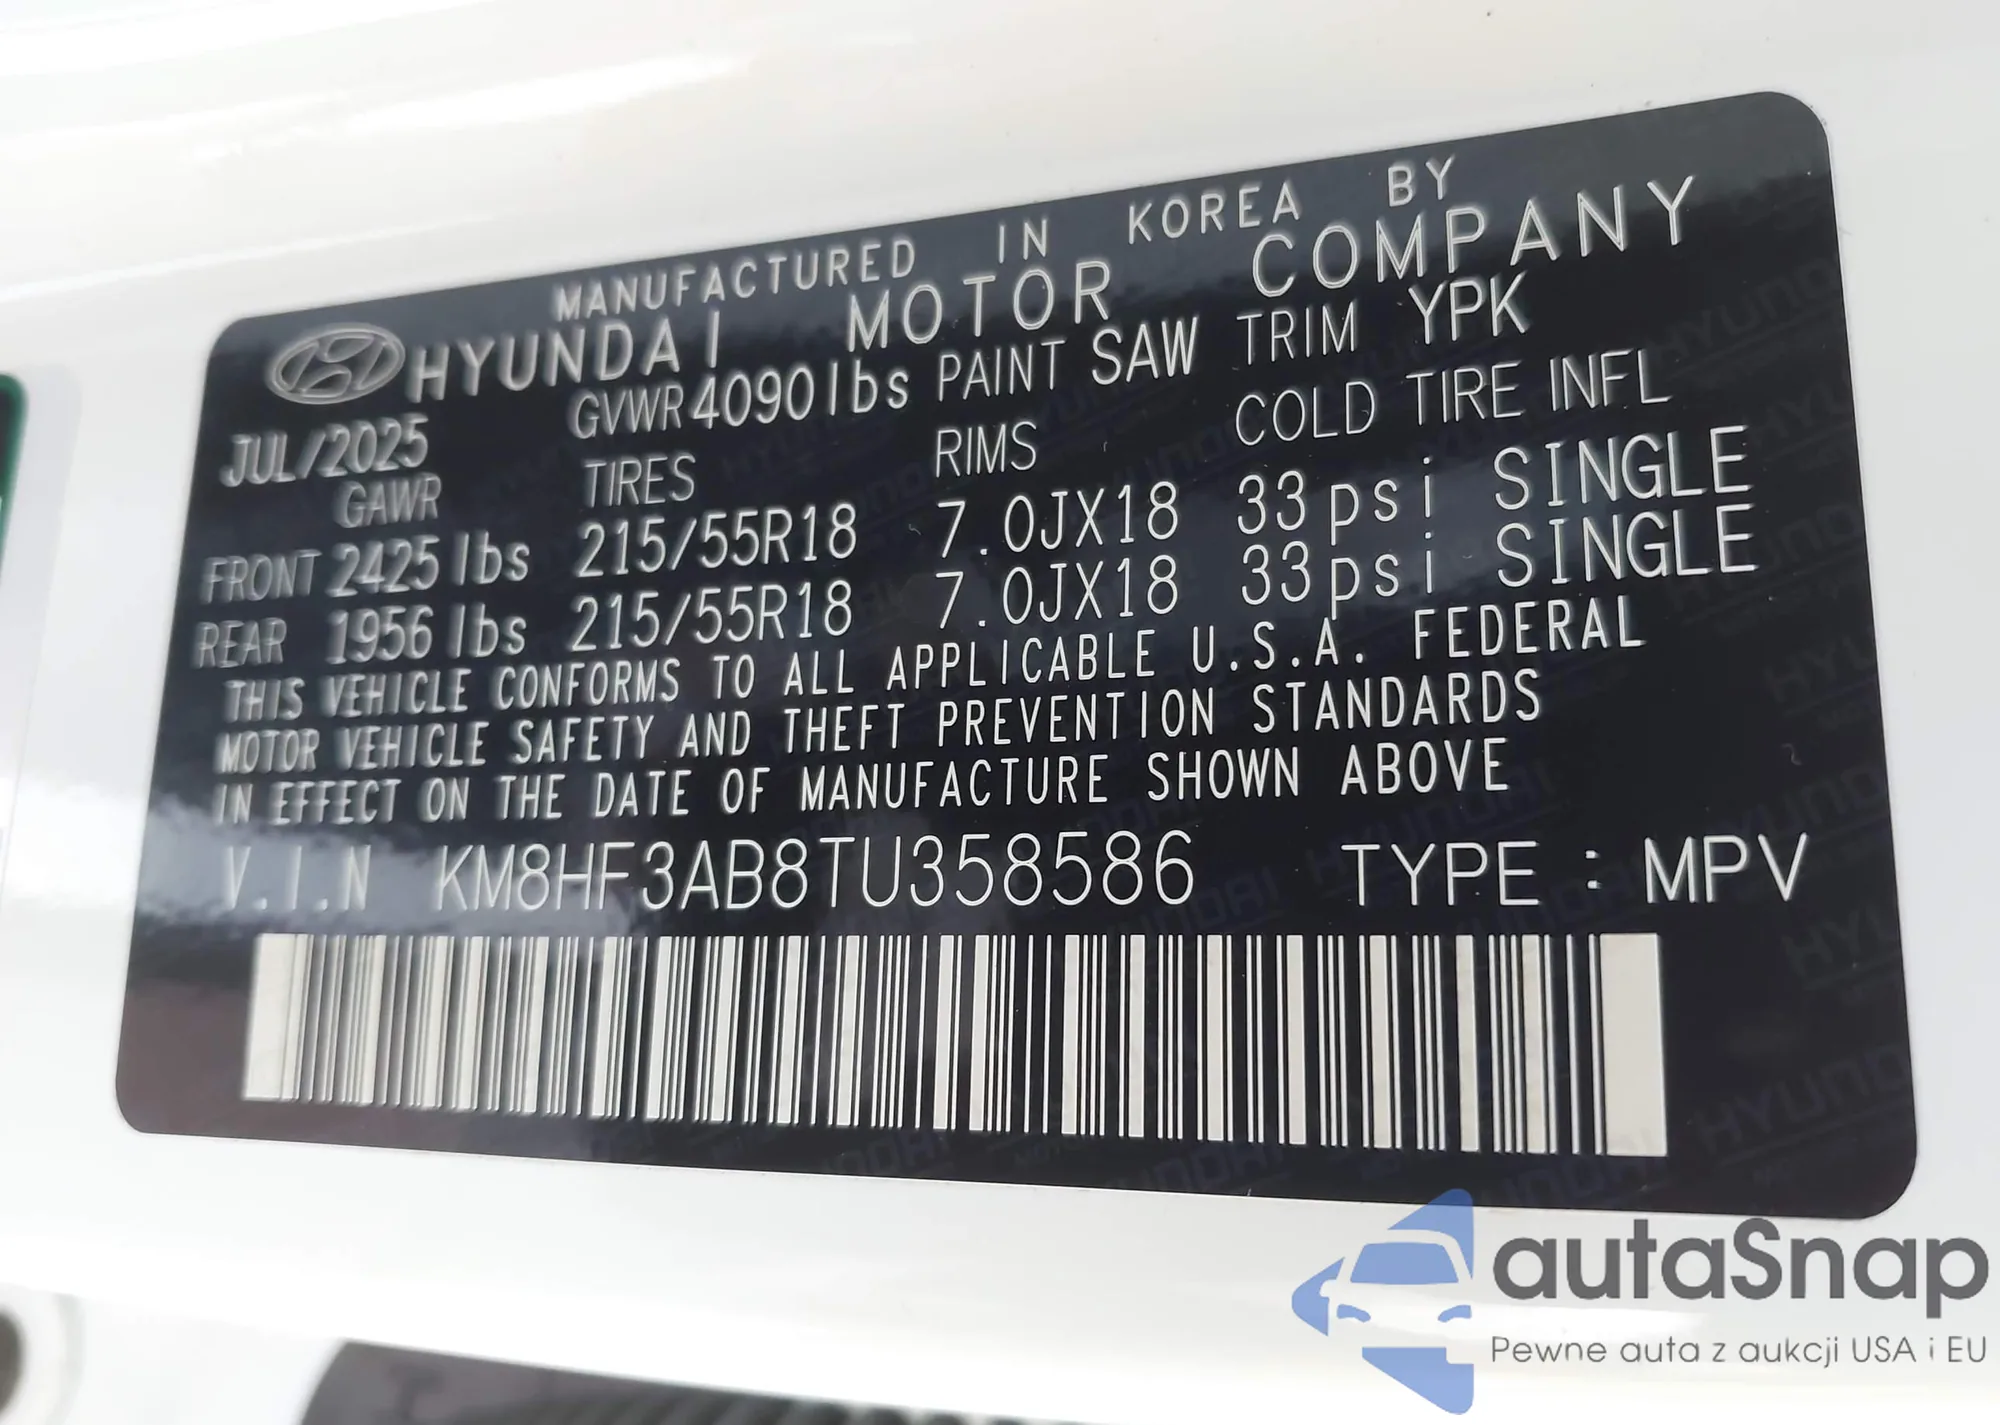 MANUFACTURED IN KOREA BY
HYUNDAI MOTOR COMPANY
JUL/2025 GVWR 4090lbs PAINT SAW TRIM YPK
GAWR TIRES RIMS COLD TIRE INFL
FRONT 2425 lbs 215/55R18 7.0JX18 33psi SINGLE
REAR 1956 lbs 215/55R18 7.0JX18 33psi SINGLE
THIS VEHICLE CONFORMS TO ALL APPLICABLE U.S.A. FEDERAL
MOTOR VEHICLE SAFETY AND THEFT PREVENTION STANDARDS
IN EFFECT ON THE DATE OF MANUFACTURE SHOWN ABOVE
V.I.N KM8HF3AB8TU358586 TYPE : MPV
autaSnap
Pewne auta z aukcji USA i EU